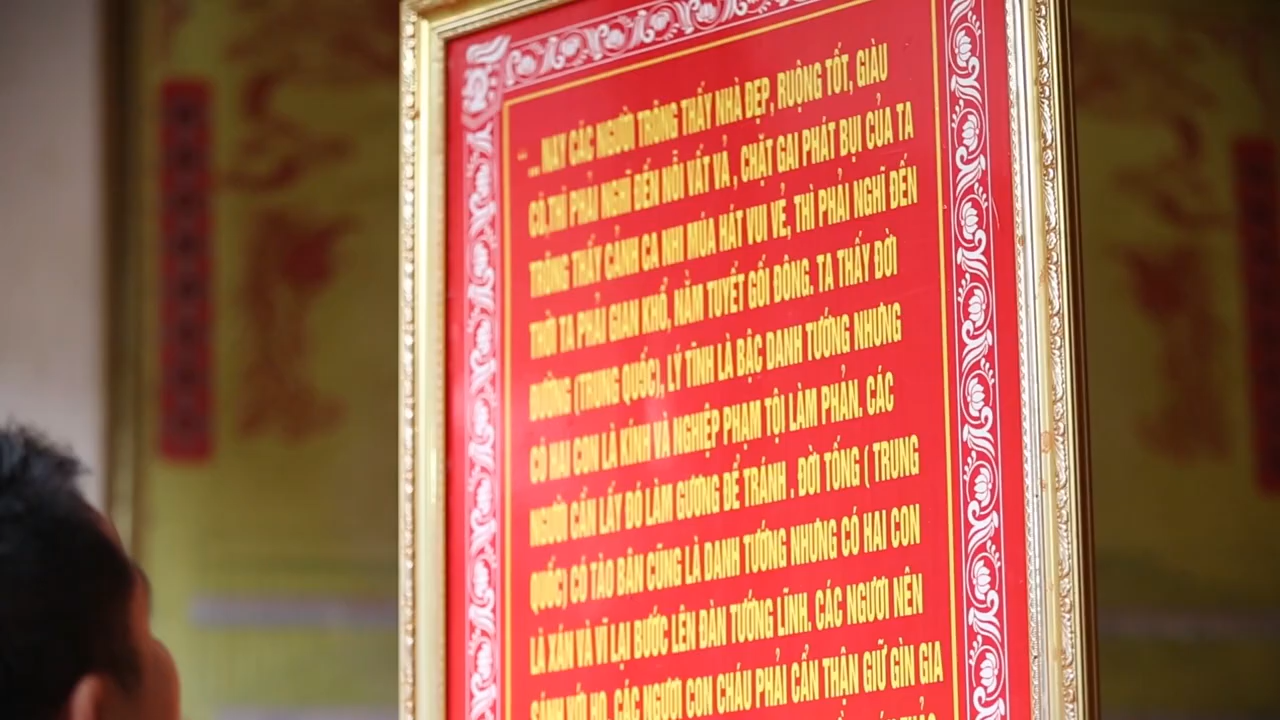 ... NAY CÁC NGƯỜI TRÔNG THẤY NHÀ ĐẸP, RUỘNG TỐT, GIÀU
CÓ,THÌ PHẢI NGHĨ ĐẾN NỖI VẤT VẢ , CHẶT GAI PHÁT BỤI CỦA TA
TRÔNG THẤY CẢNH CA NHI MÚA HÁT VUI VẺ, THÌ PHẢI NGHĨ ĐẾN
THỜI TA PHẢI GIAN KHỔ, NẰM TUYẾT GỐI ĐÔNG. TA THẤY ĐỜI
ĐƯỜNG (TRUNG QUỐC), LÝ TĨNH LÀ BẬC DANH TƯỚNG NHƯNG
CÓ HAI CON LÀ KÍNH VÀ NGHIỆP PHẠM TỘI LÀM PHẢN. CÁC
NGƯỜI CẦN LẤY ĐÓ LÀM GƯƠNG ĐỂ TRÁNH . ĐỜI TỐNG ( TRUNG
QUỐC) CÓ TÀO BÂN CŨNG LÀ DANH TƯỚNG NHƯNG CÓ HAI CON
LÀ XÁN VÀ VĨ LẠI BƯỚC LÊN ĐÀN TƯỚNG LĨNH. CÁC NGƯƠI NÊN
SÁNH VỚI HỌ. CÁC NGƯƠI CON CHÁU PHẢI CẨN THẬN GIỮ GÌN GIA